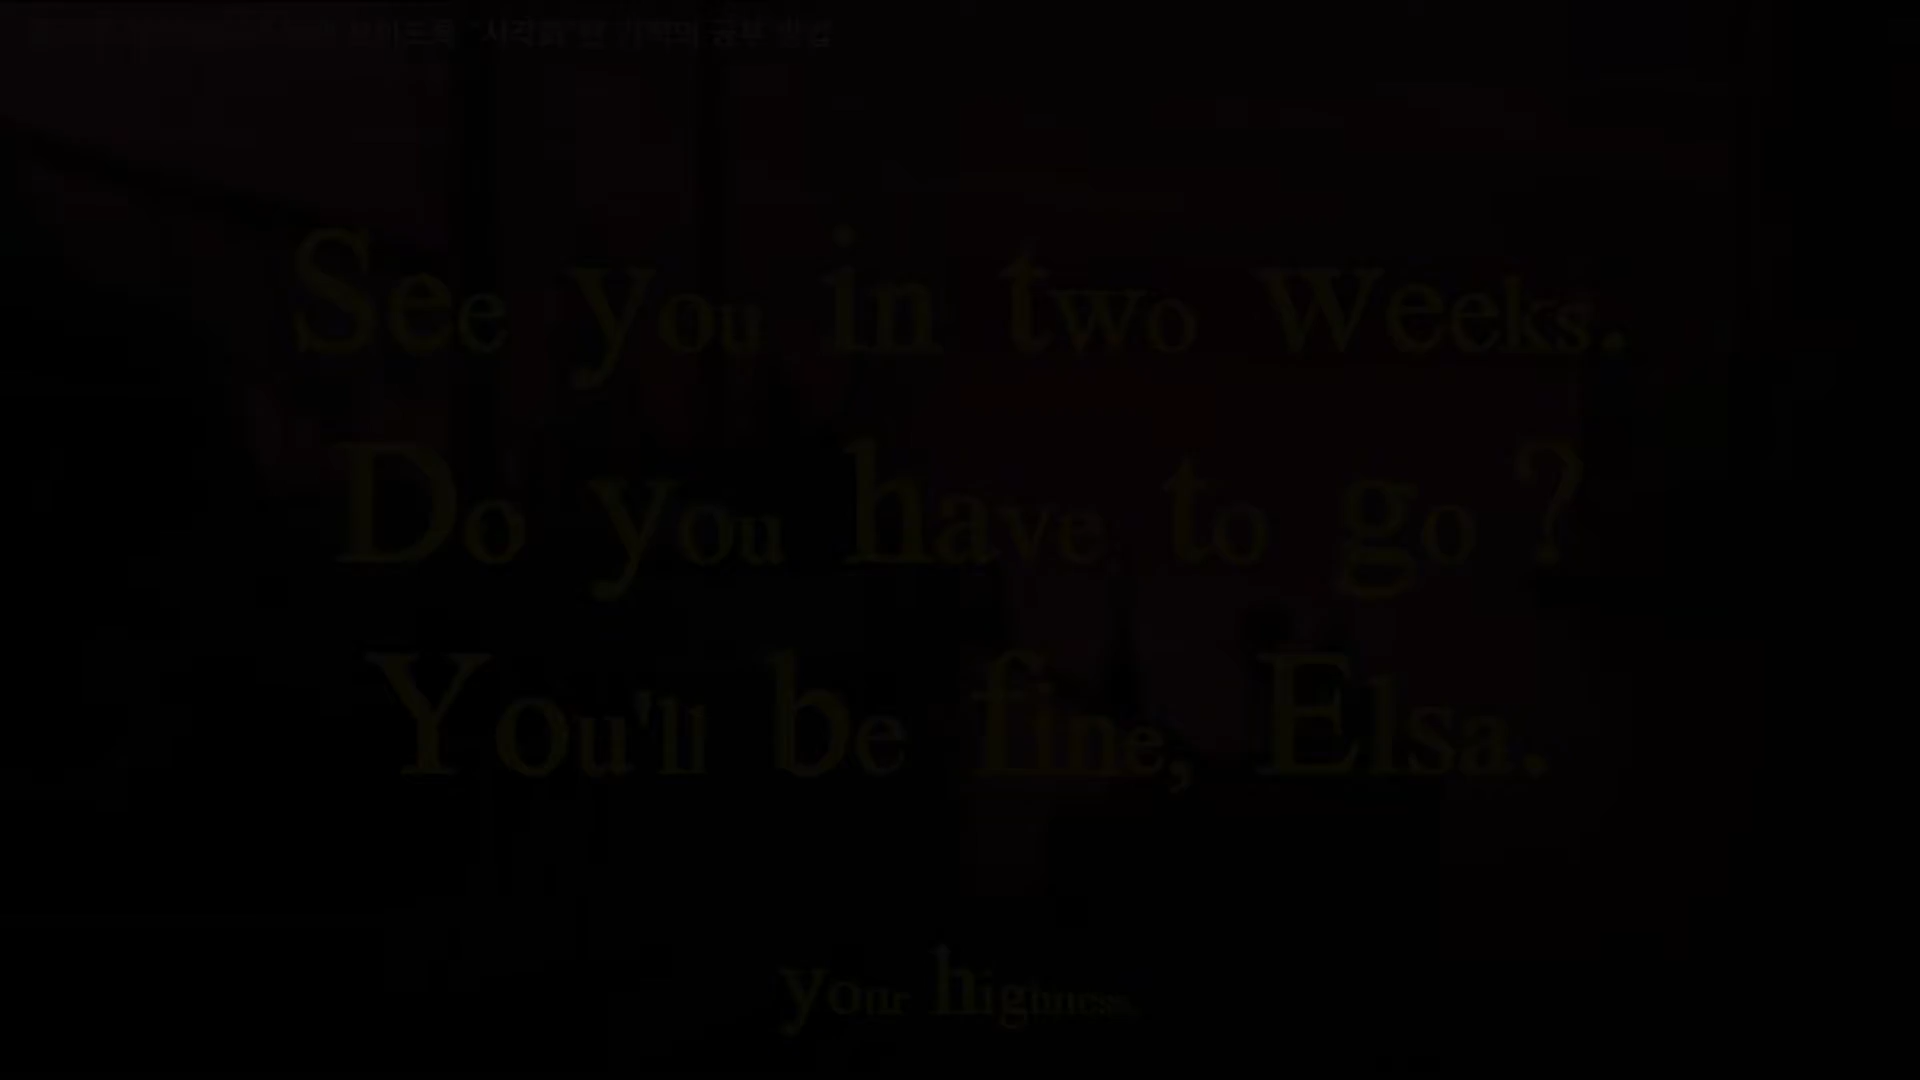 See you in two weeks.
Do you have to go ?
You'll be fine, Elsa.
your highness.